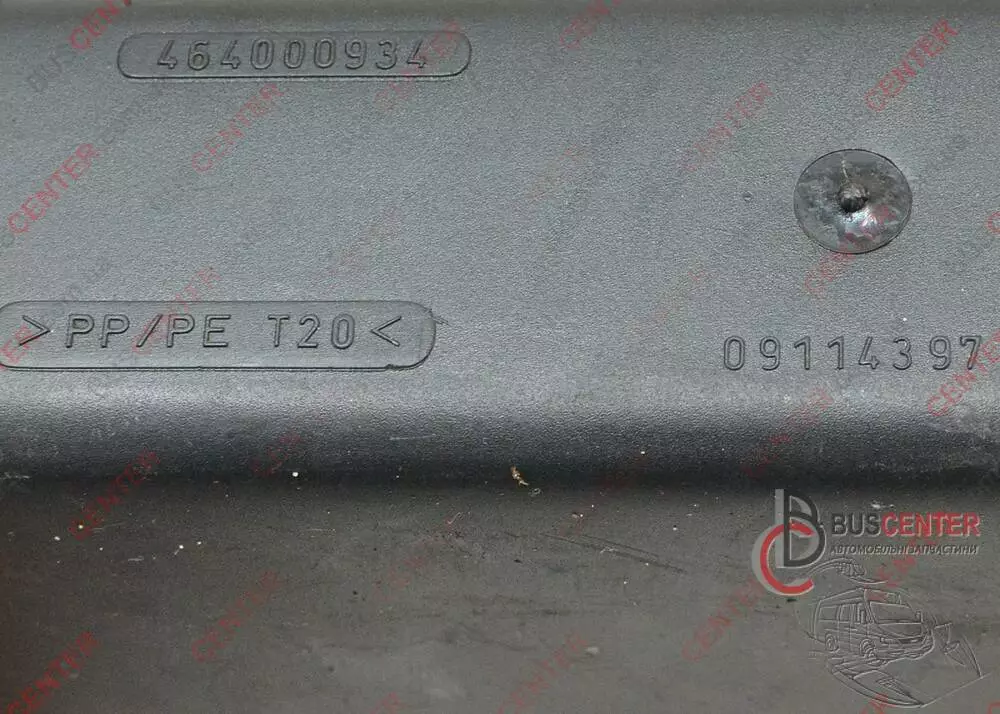 464000934
>PP/PE T20<
09114397
BUSCENTER
АВТОМОБІЛЬНІ ЗАПЧАСТИНИ